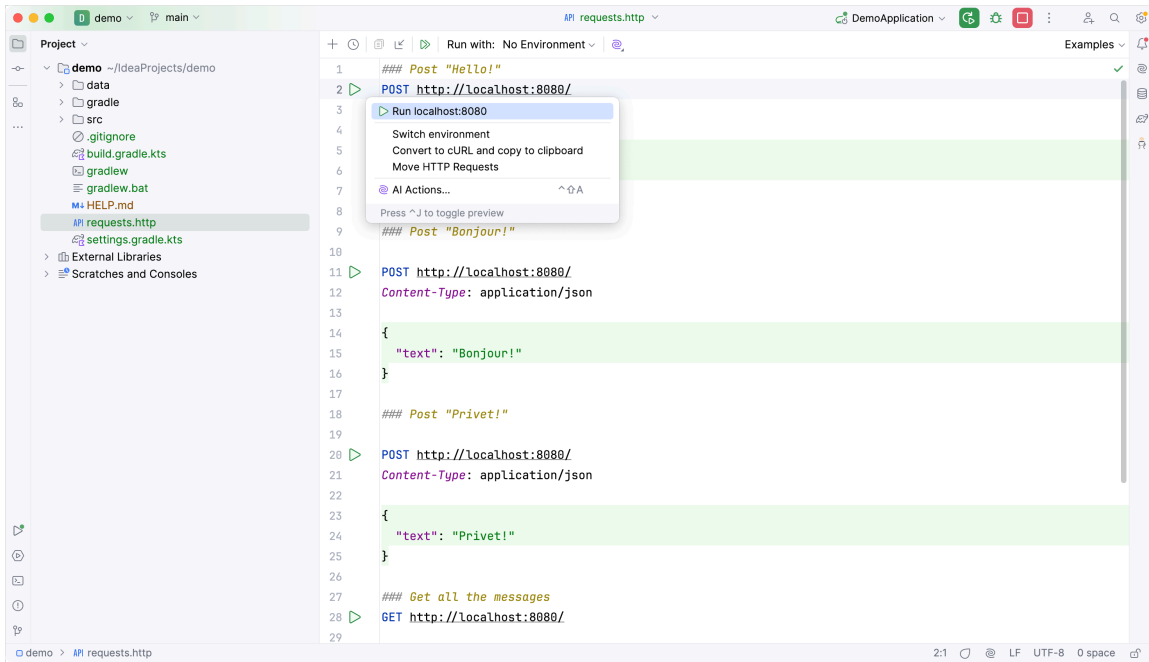 D demo main API requests.http DemoApplication
Project
Run with: No Environment
Examples
demo ~/IdeaProjects/demo
data
gradle
src
.gitignore
build.gradle.kts
gradlew
gradlew.bat
M↓ HELP.md
API requests.http
settings.gradle.kts
External Libraries
Scratches and Consoles
1 ### Post "Hello!"
2 POST http://localhost:8080/
3
4
5
6
7
8
Run localhost:8080
Switch environment
Convert to cURL and copy to clipboard
Move HTTP Requests
AI Actions... ^⇧A
Press ^J to toggle preview
9 ### Post "Bonjour!"
10
11 POST http://localhost:8080/
12 Content-Type: application/json
13
14 {
15 "text": "Bonjour!"
16 }
17
18 ### Post "Privet!"
19
20 POST http://localhost:8080/
21 Content-Type: application/json
22
23 {
24 "text": "Privet!"
25 }
26
27 ### Get all the messages
28 GET http://localhost:8080/
29
demo > API requests.http
2:1 LF UTF-8 0 space